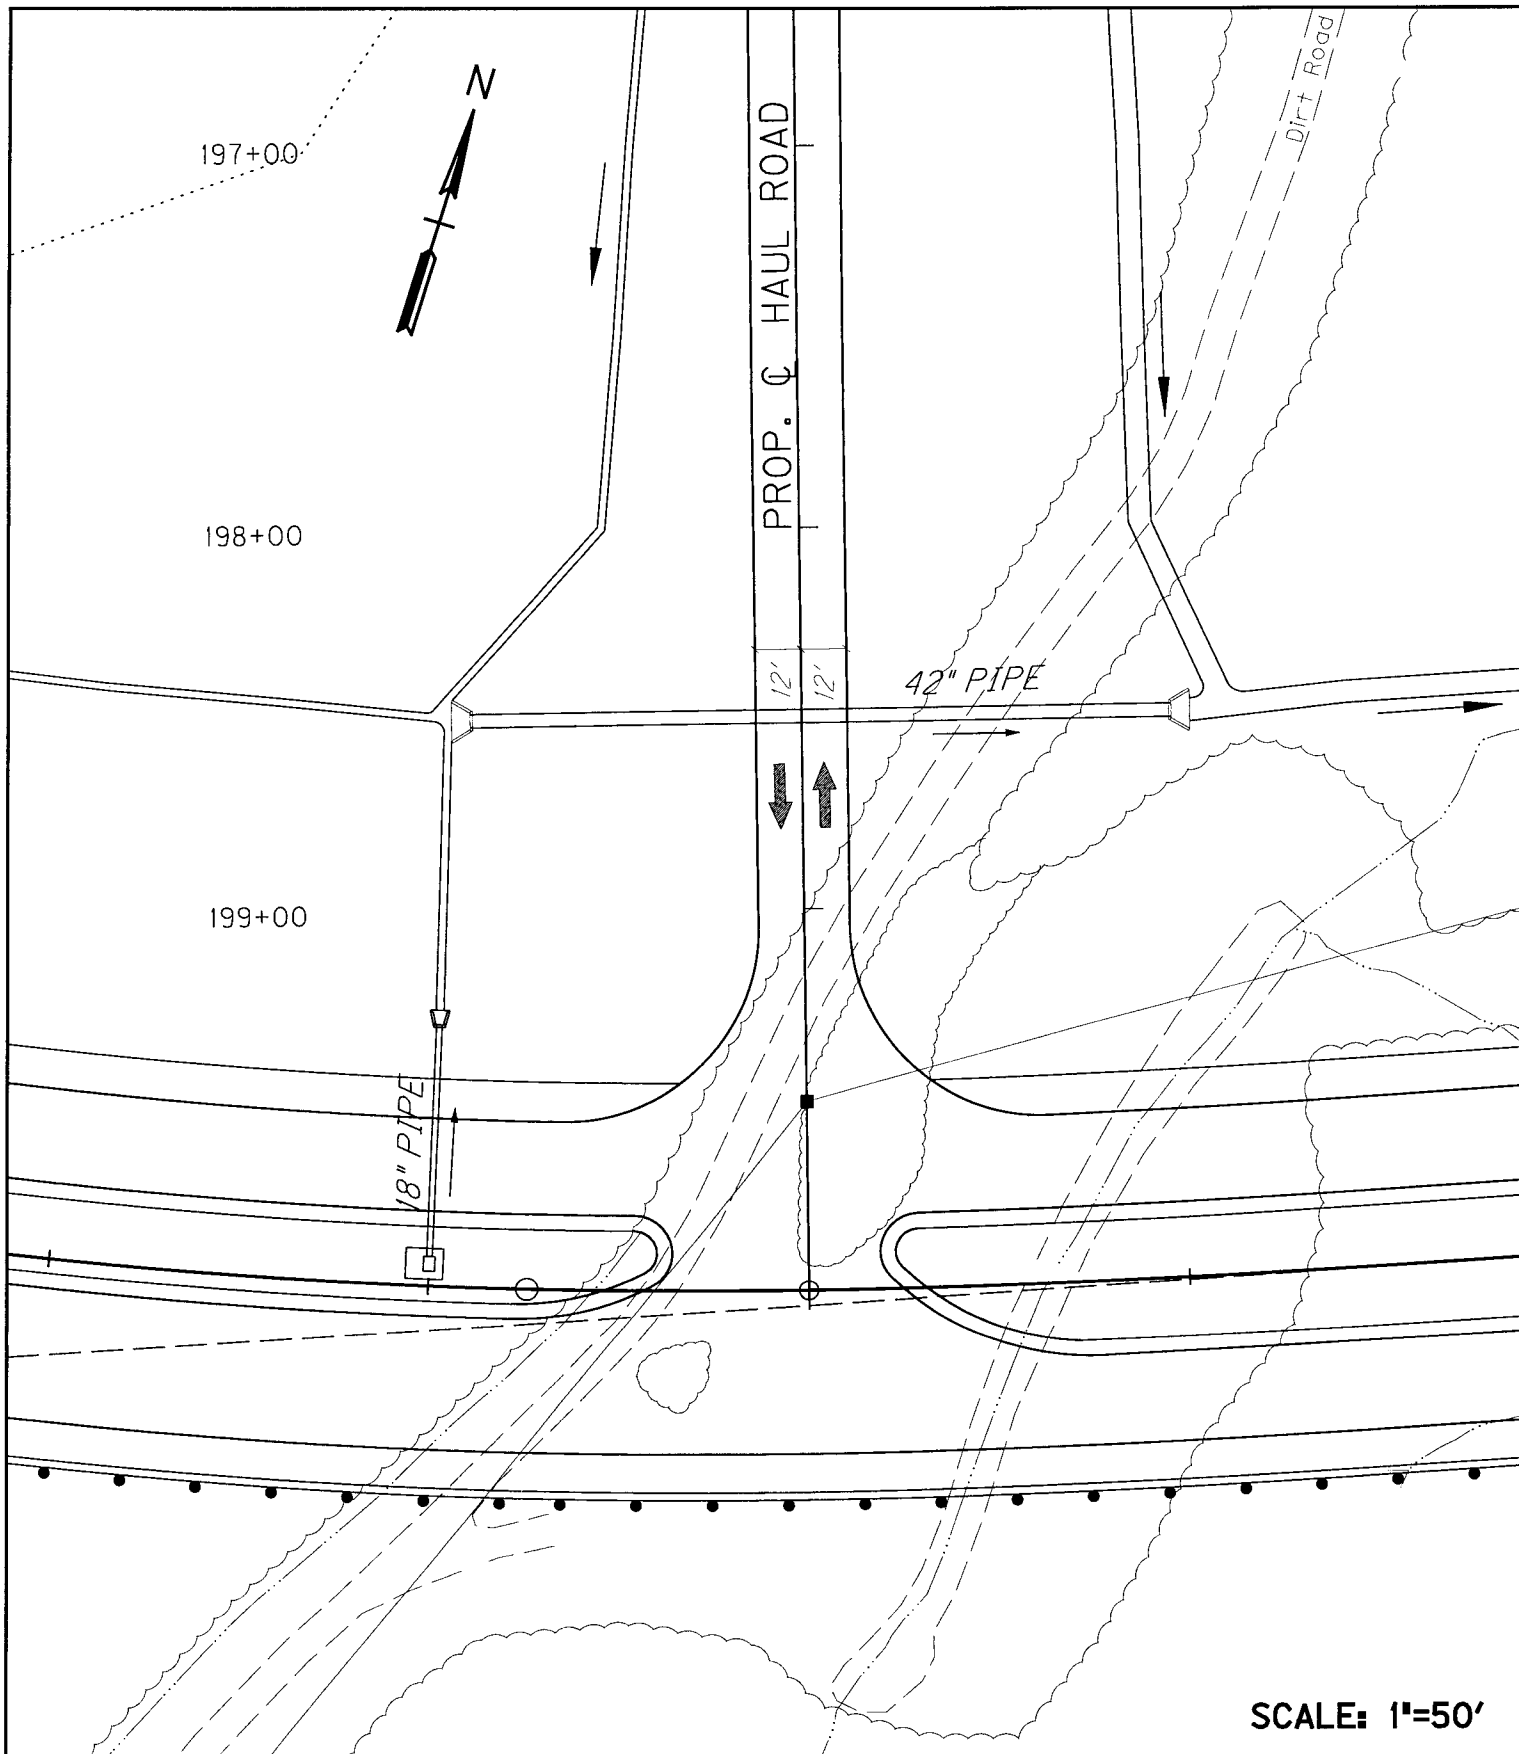 N
Dirt Road
197+00
PROP. ℄ HAUL ROAD
198+00
12'
12'
42" PIPE
199+00
18" PIPE
SCALE: 1"=50'